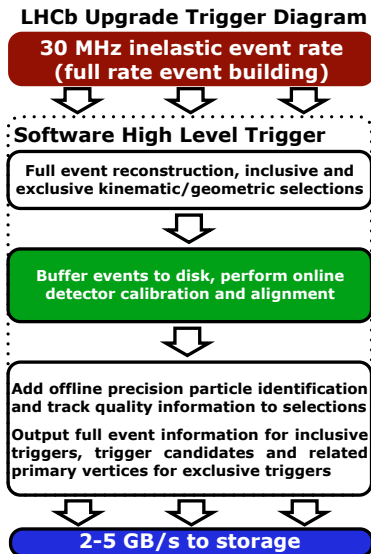 LHCb Upgrade Trigger Diagram
30 MHz inelastic event rate
(full rate event building)
Software High Level Trigger
Full event reconstruction, inclusive and
exclusive kinematic/geometric selections
Buffer events to disk, perform online
detector calibration and alignment
Add offline precision particle identification
and track quality information to selections
Output full event information for inclusive
triggers, trigger candidates and related
primary vertices for exclusive triggers
2-5 GB/s to storage